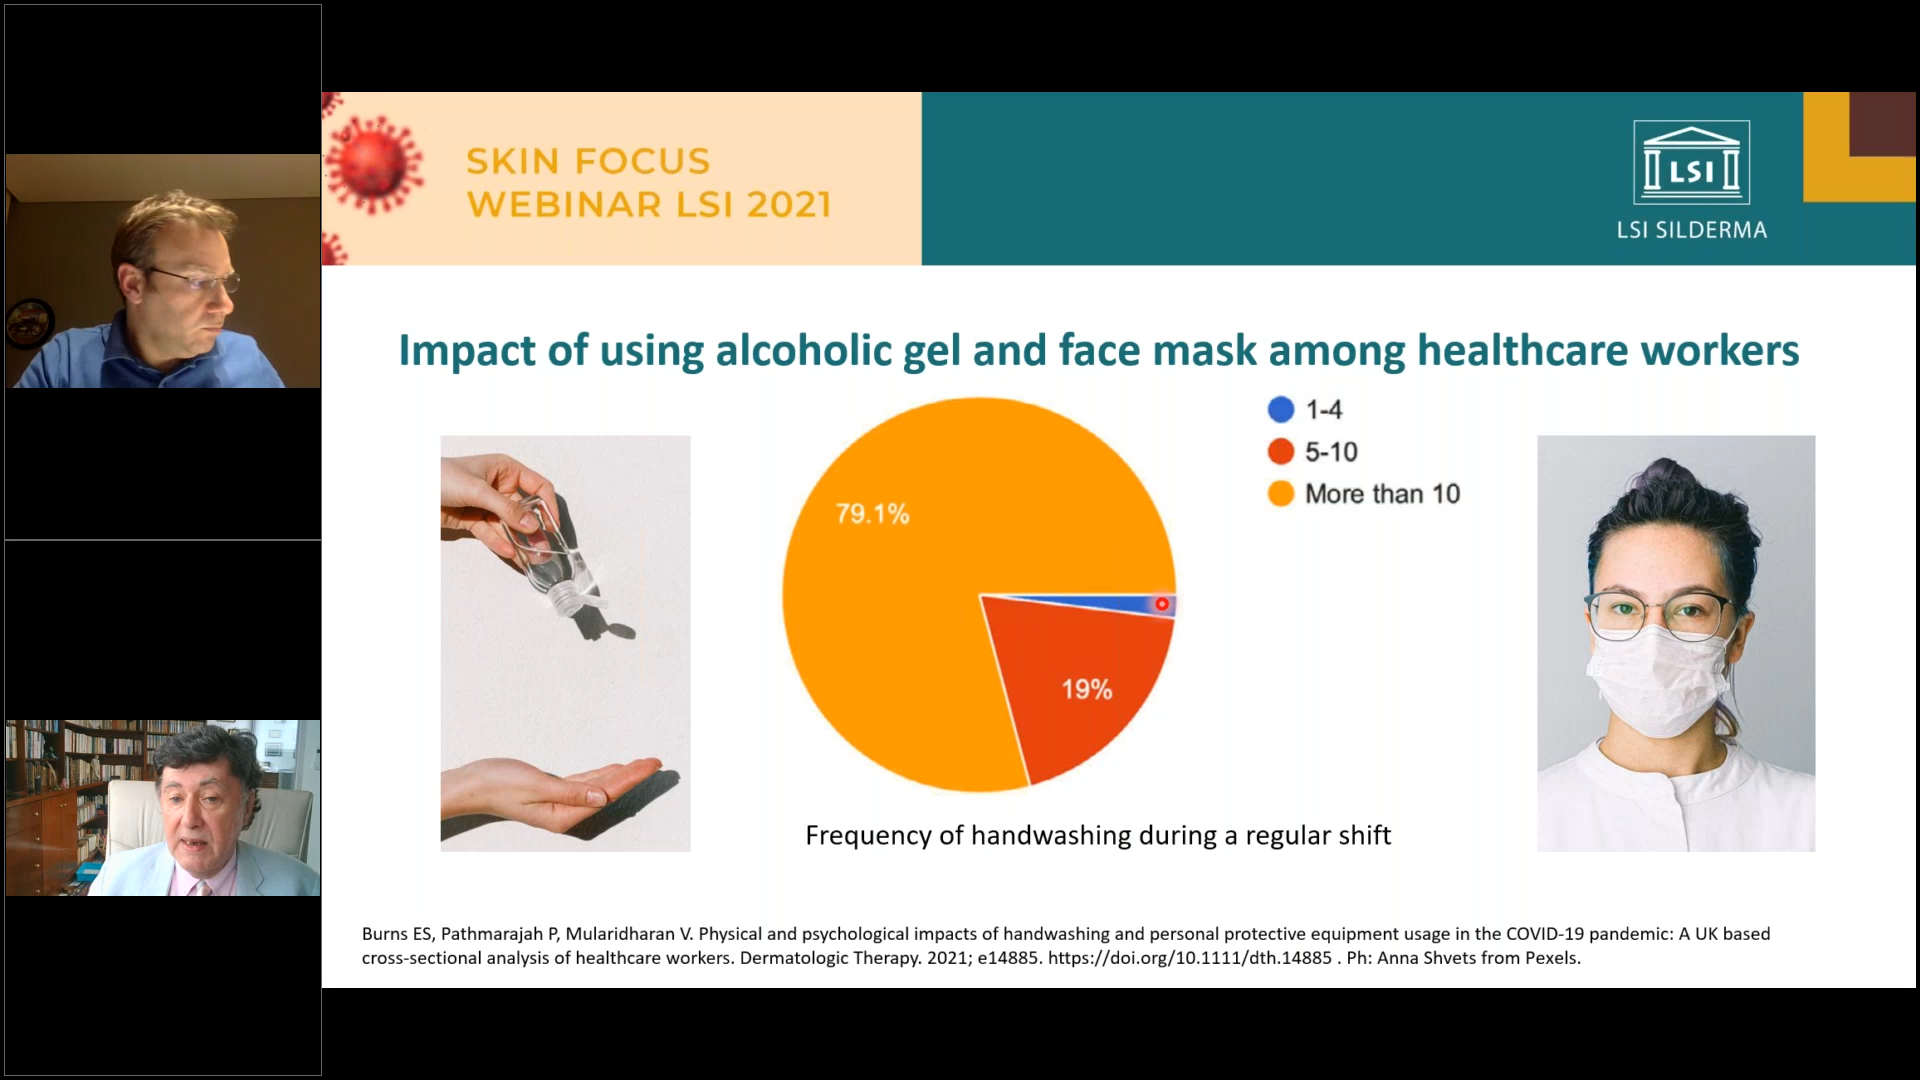 SKIN FOCUS
WEBINAR LSI 2021
LSI
LSI SILDERMA
Impact of using alcoholic gel and face mask among healthcare workers
1-4
5-10
More than 10
79.1%
19%
Frequency of handwashing during a regular shift
Burns ES, Pathmarajah P, Mularidharan V. Physical and psychological impacts of handwashing and personal protective equipment usage in the COVID-19 pandemic: A UK based
cross-sectional analysis of healthcare workers. Dermatologic Therapy. 2021; e14885. https://doi.org/10.1111/dth.14885 . Ph: Anna Shvets from Pexels.